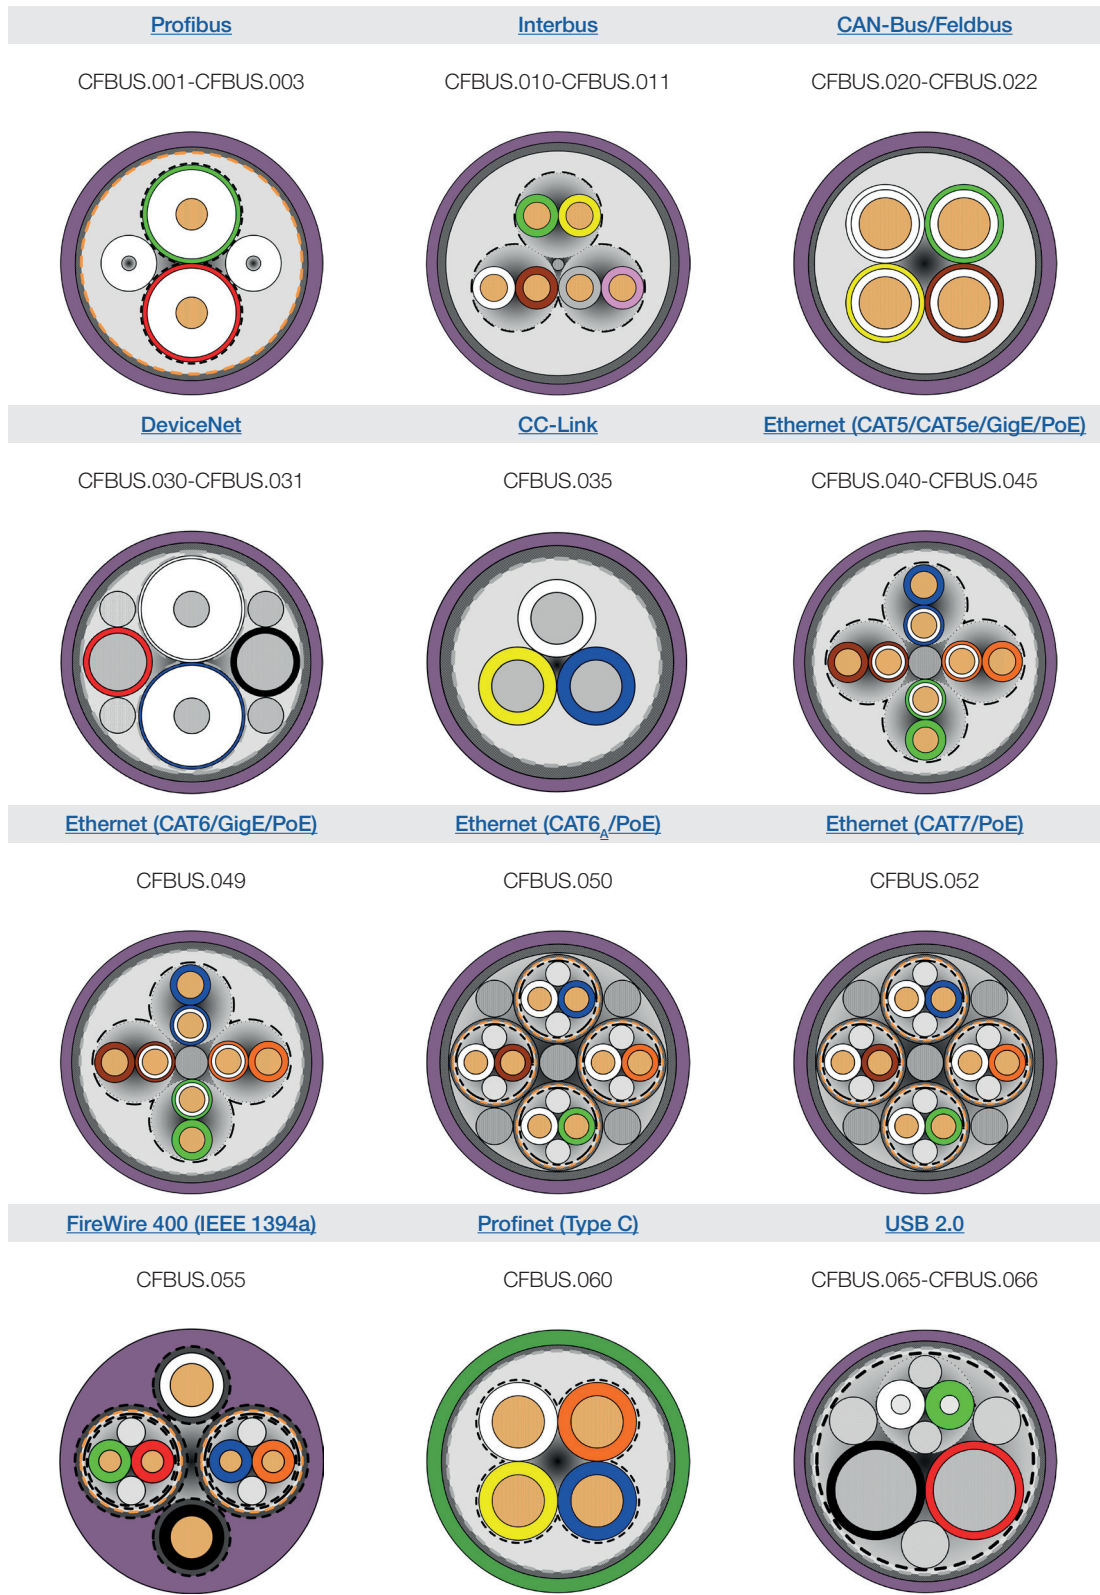 Profibus
Interbus
CAN-Bus/Feldbus
CFBUS.001-CFBUS.003
CFBUS.010-CFBUS.011
CFBUS.020-CFBUS.022
DeviceNet
CC-Link
Ethernet (CAT5/CAT5e/GigE/PoE)
CFBUS.030-CFBUS.031
CFBUS.035
CFBUS.040-CFBUS.045
Ethernet (CAT6/GigE/PoE)
Ethernet (CAT6A/PoE)
Ethernet (CAT7/PoE)
CFBUS.049
CFBUS.050
CFBUS.052
FireWire 400 (IEEE 1394a)
Profinet (Type C)
USB 2.0
CFBUS.055
CFBUS.060
CFBUS.065-CFBUS.066